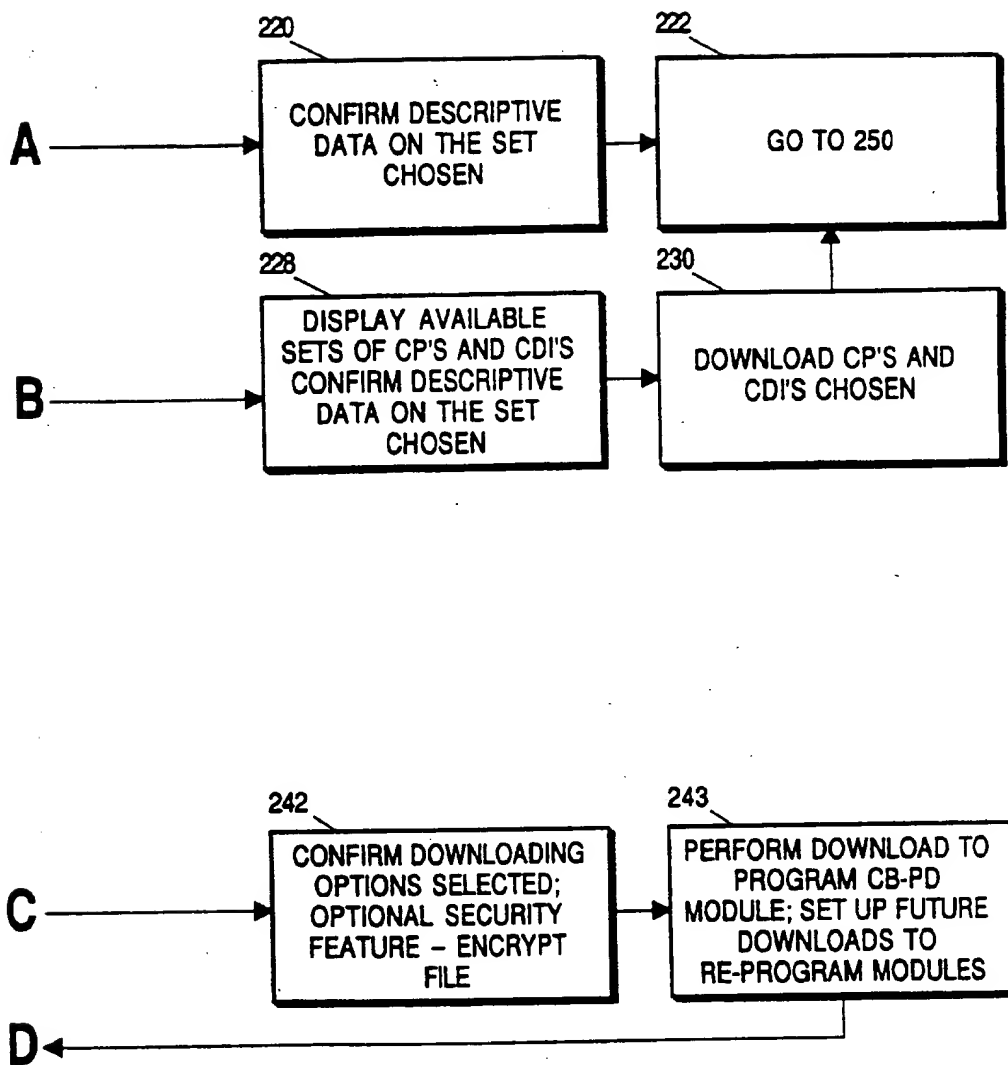 220
222
A
CONFIRM DESCRIPTIVE
DATA ON THE SET
CHOSEN
GO TO 250
228
230
B
DISPLAY AVAILABLE
SETS OF CP'S AND CDI'S
CONFIRM DESCRIPTIVE
DATA ON THE SET
CHOSEN
DOWNLOAD CP'S AND
CDI'S CHOSEN
242
243
C
CONFIRM DOWNLOADING
OPTIONS SELECTED;
OPTIONAL SECURITY
FEATURE – ENCRYPT
FILE
PERFORM DOWNLOAD TO
PROGRAM CB-PD
MODULE; SET UP FUTURE
DOWNLOADS TO
RE-PROGRAM MODULES
D